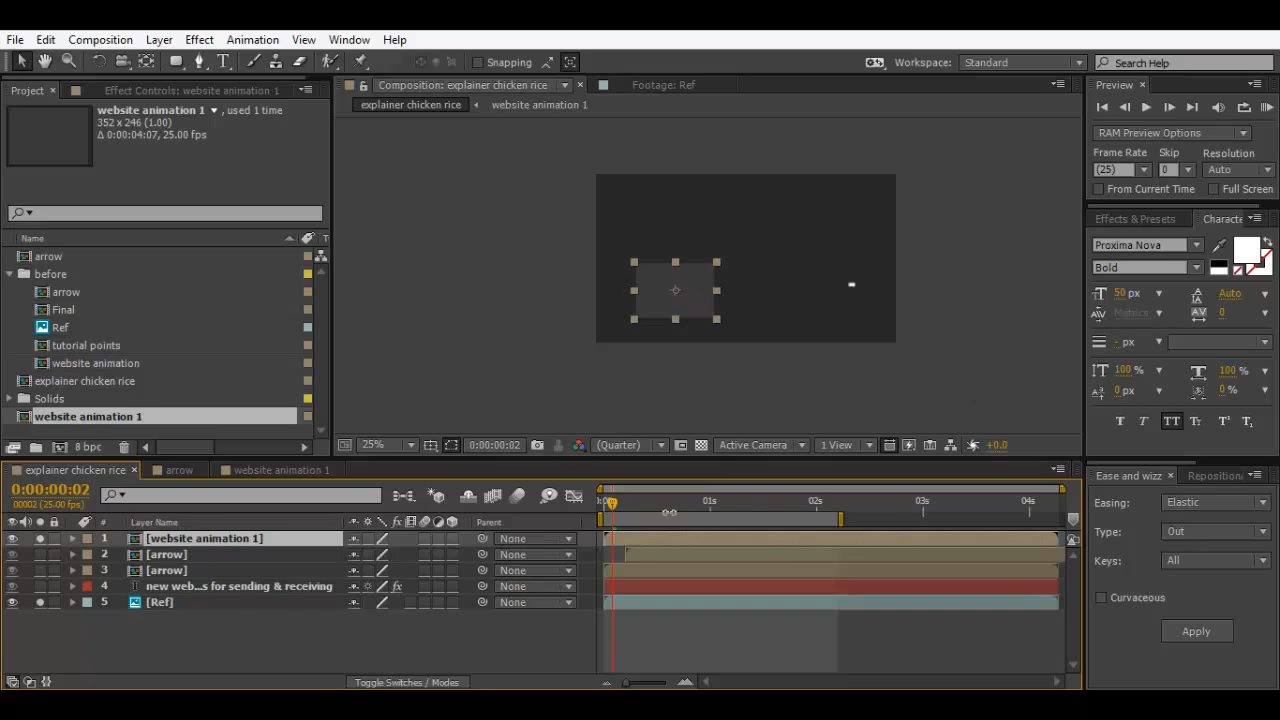 File Edit Composition Layer Effect Animation View Window Help
Snapping Workspace: Standard Search Help
Project Effect Controls: website animation 1 Composition: explainer chicken rice Footage: Ref Preview
explainer chicken rice website animation 1
website animation 1 , used 1 time
352 x 246 (1.00)
Δ 0:00:04:07, 25.00 fps
RAM Preview Options
Frame Rate Skip Resolution
(25) 0 Auto
From Current Time Full Screen
Effects & Presets Characte
Name T
Proxima Nova
Bold
arrow
before
arrow
Final
Ref
tutorial points
website animation
explainer chicken rice
Solids
website animation 1
50 px Auto
Metrics 0
- px
100 % 100 %
0 px 0 %
8 bpc
25% 0:00:00:02 (Quarter) Active Camera 1 View +0.0
explainer chicken rice arrow website animation 1
0:00:00:02
00002 (25.00 fps)
01s 02s 03s 04s
# Layer Name Parent
1 [website animation 1] None
2 [arrow] None
3 [arrow] None
4 new web...s for sending & receiving None
5 [Ref] None
Toggle Switches / Modes
Ease and wizz Repositionı
Easing: Elastic
Type: Out
Keys: All
Curvaceous
Apply